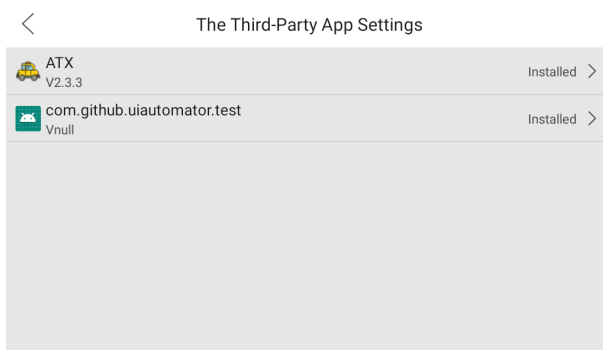 The Third-Party App Settings
ATX
V2.3.3
Installed
com.github.uiautomator.test
Vnull
Installed